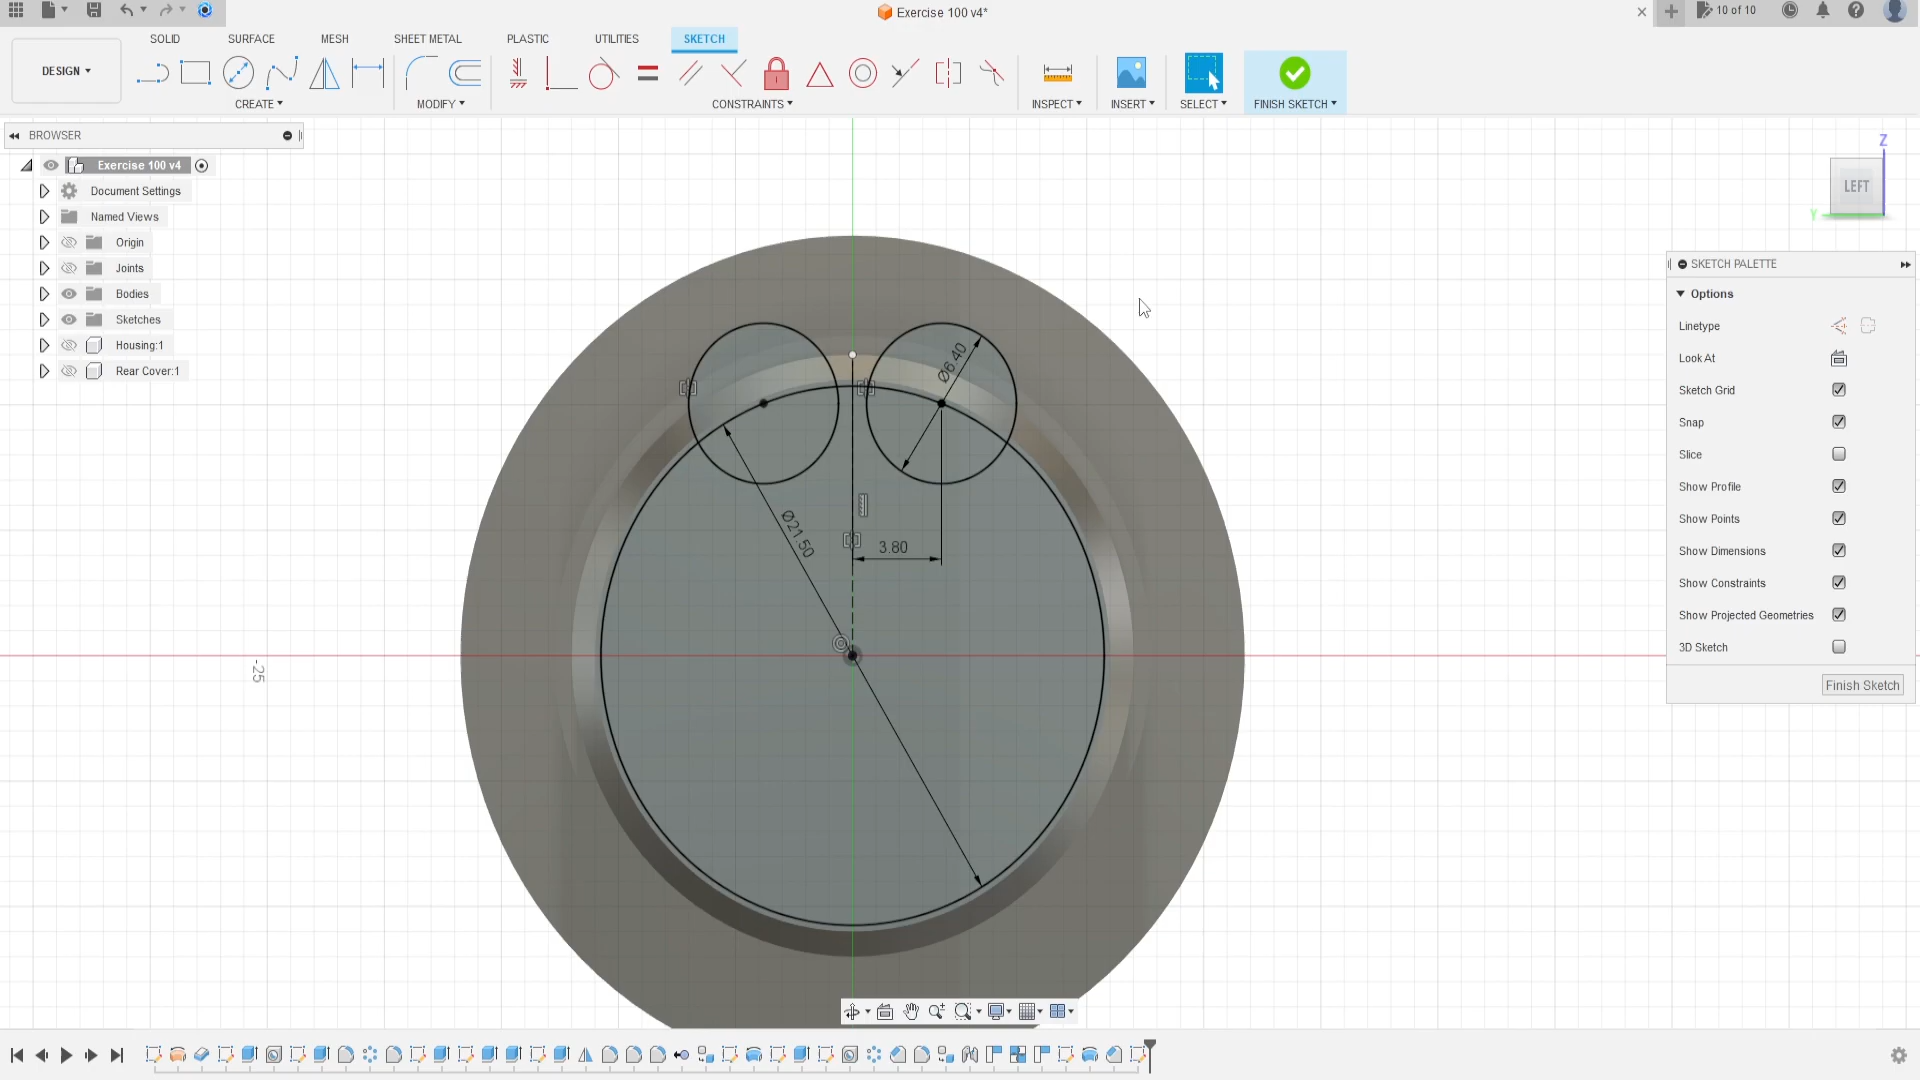 Exercise 100 v4*
10 of 10
SOLID SURFACE MESH SHEET METAL PLASTIC UTILITIES SKETCH
DESIGN
CREATE MODIFY CONSTRAINTS INSPECT INSERT SELECT FINISH SKETCH
BROWSER
Exercise 100 v4
Document Settings
Named Views
Origin
Joints
Bodies
Sketches
Housing:1
Rear Cover:1
Z
LEFT
Y
SKETCH PALETTE
Options
Linetype
Look At
Sketch Grid
Snap
Slice
Show Profile
Show Points
Show Dimensions
Show Constraints
Show Projected Geometries
3D Sketch
Finish Sketch
Ø6.40
Ø21.50
3.80
-25